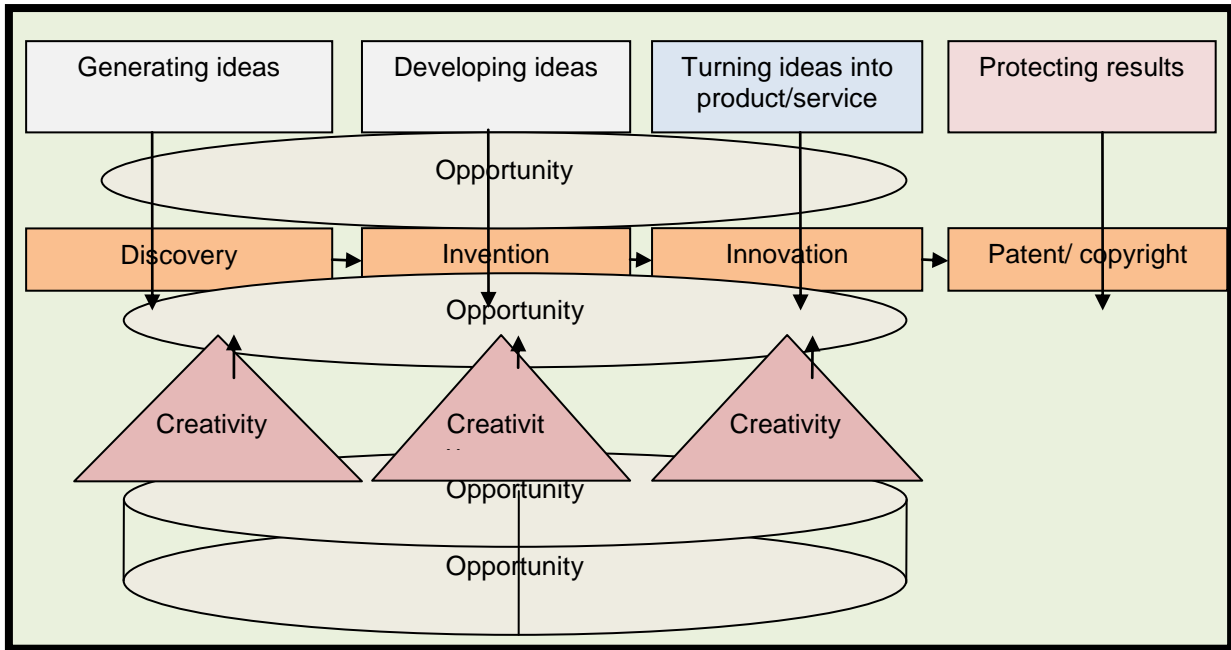 Generating ideas
Developing ideas
Turning ideas into
product/service
Protecting results
Opportunity
Discovery
Invention
Innovation
Patent/ copyright
Opportunity
Creativity
Creativit
Creativity
Opportunity
Opportunity